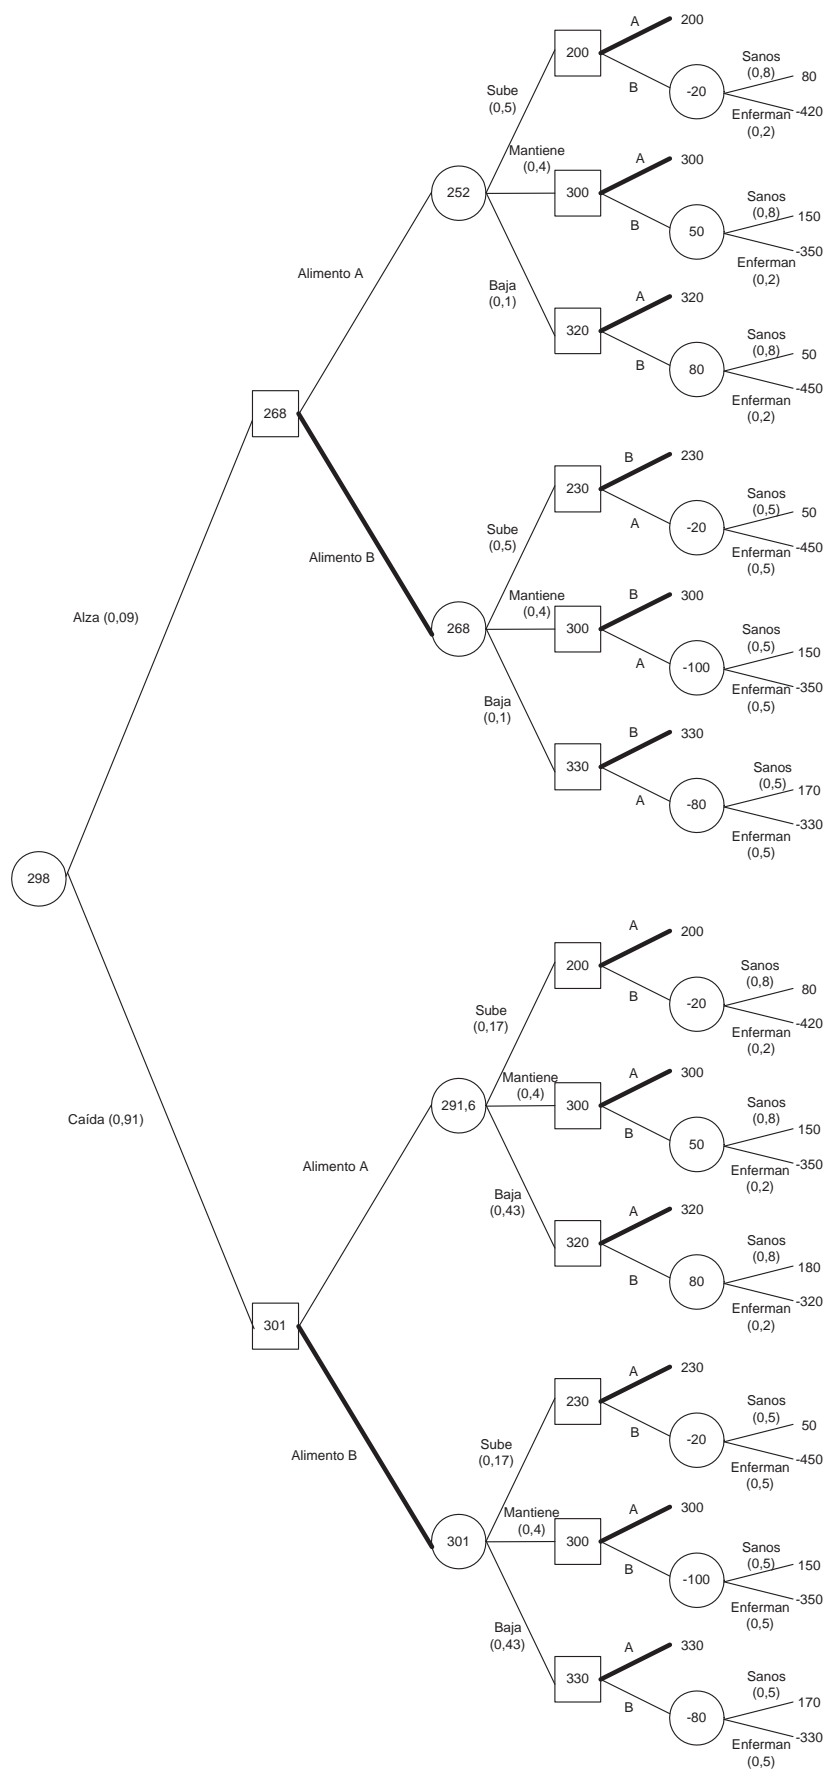 A
200
200
Sanos
(0,8)
80
B
-20
Sube
(0,5)
-420
Enferman
(0,2)
Mantiene
(0,4)
A
300
252
300
Sanos
(0,8)
150
B
50
-350
Enferman
(0,2)
Alimento A
Baja
(0,1)
A
320
320
Sanos
(0,8)
50
B
80
-450
Enferman
(0,2)
268
B
230
230
Sanos
(0,5)
50
A
-20
Sube
(0,5)
-450
Enferman
(0,5)
Alimento B
Mantiene
(0,4)
B
300
268
300
Sanos
(0,5)
150
A
-100
-350
Enferman
(0,5)
Alza (0,09)
Baja
(0,1)
B
330
330
Sanos
(0,5)
170
A
-80
-330
Enferman
(0,5)
298
A
200
200
Sanos
(0,8)
80
B
-20
Sube
(0,17)
-420
Enferman
(0,2)
Mantiene
(0,4)
A
300
291,6
300
Sanos
(0,8)
150
B
50
-350
Enferman
(0,2)
Caída (0,91)
Alimento A
Baja
(0,43)
A
320
320
Sanos
(0,8)
180
B
80
-320
Enferman
(0,2)
301
A
230
230
Sanos
(0,5)
50
B
-20
Sube
(0,17)
-450
Enferman
(0,5)
Alimento B
Mantiene
(0,4)
A
300
301
300
Sanos
(0,5)
150
B
-100
-350
Enferman
(0,5)
Baja
(0,43)
A
330
330
Sanos
(0,5)
170
B
-80
-330
Enferman
(0,5)